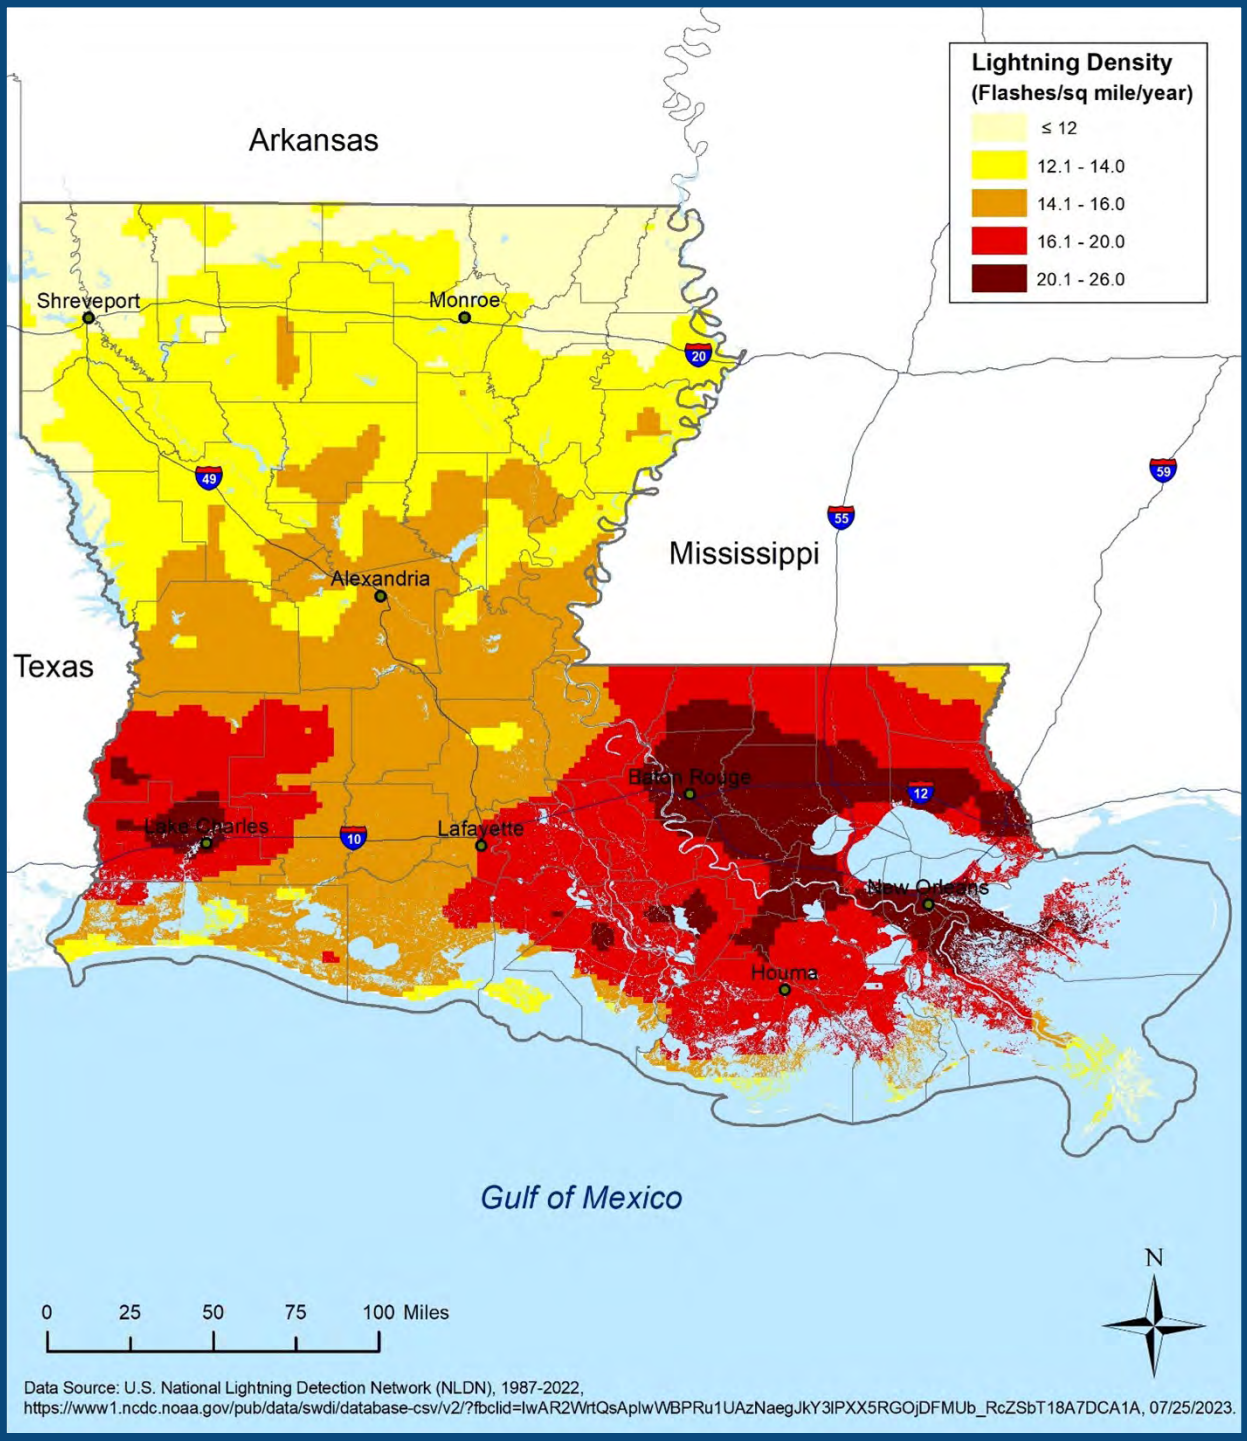 Lightning Density
(Flashes/sq mile/year)
≤ 12
12.1 - 14.0
14.1 - 16.0
16.1 - 20.0
20.1 - 26.0
Arkansas
Shreveport
Monroe
20
49
59
55
Mississippi
Alexandria
Texas
Baton Rouge
12
Lake Charles
10
Lafayette
New Orleans
Houma
Gulf of Mexico
N
0 25 50 75 100 Miles
Data Source: U.S. National Lightning Detection Network (NLDN), 1987-2022,
https://www1.ncdc.noaa.gov/pub/data/swdi/database-csv/v2/?fbclid=IwAR2WrtQsAplwWBPRu1UAzNaegJkY3IPXX5RGOjDFMUb_RcZSbT18A7DCA1A, 07/25/2023.